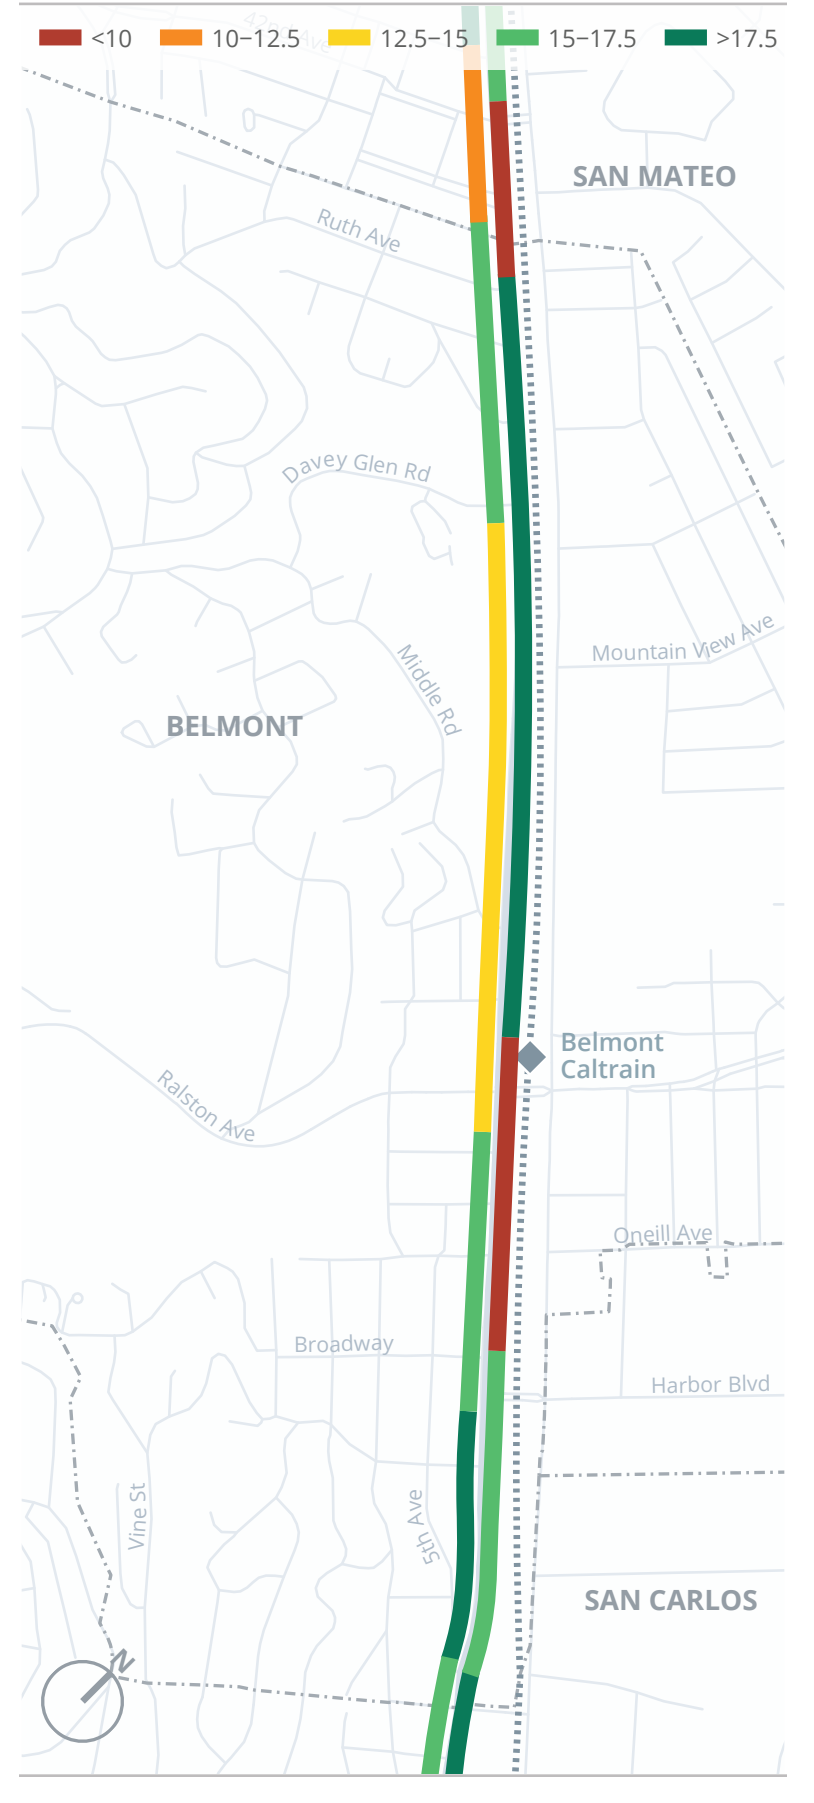 42nd Ave
<10 10–12.5 12.5–15 15–17.5 >17.5
SAN MATEO
Ruth Ave
Davey Glen Rd
Mountain View Ave
Middle Rd
BELMONT
Belmont
Caltrain
Ralston Ave
Oneill Ave
Broadway
Harbor Blvd
Vine St
5th Ave
SAN CARLOS
N